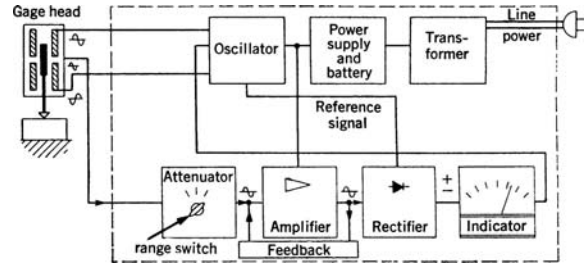 Gage head
Oscillator
Power
supply and
battery
Trans-
former
Line
power
Reference
signal
Attenuator
range switch
Amplifier
Feedback
Rectifier
+
−
Indicator